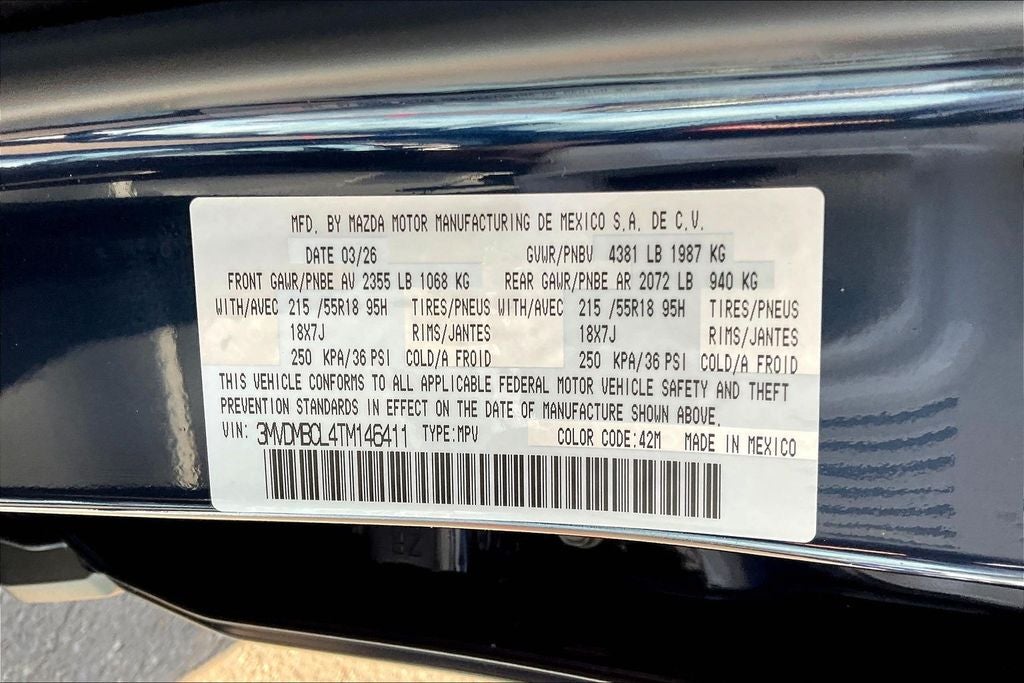 MFD. BY MAZDA MOTOR MANUFACTURING DE MEXICO S.A. DE C.V.
DATE 03/26 GVWR/PNBV 4381 LB 1987 KG
FRONT GAWR/PNBE AV 2355 LB 1068 KG REAR GAWR/PNBE AR 2072 LB 940 KG
WITH/AVEC 215 /55R18 95H TIRES/PNEUS WITH/AVEC 215 /55R18 95H TIRES/PNEUS
18X7J RIMS/JANTES 18X7J RIMS/JANTES
250 KPA/36 PSI COLD/A FROID 250 KPA/36 PSI COLD/A FROID
THIS VEHICLE CONFORMS TO ALL APPLICABLE FEDERAL MOTOR VEHICLE SAFETY AND THEFT
PREVENTION STANDARDS IN EFFECT ON THE DATE OF MANUFACTURE SHOWN ABOVE.
VIN: 3MVDMBCL4TM146411 TYPE:MPV COLOR CODE:42M MADE IN MEXICO